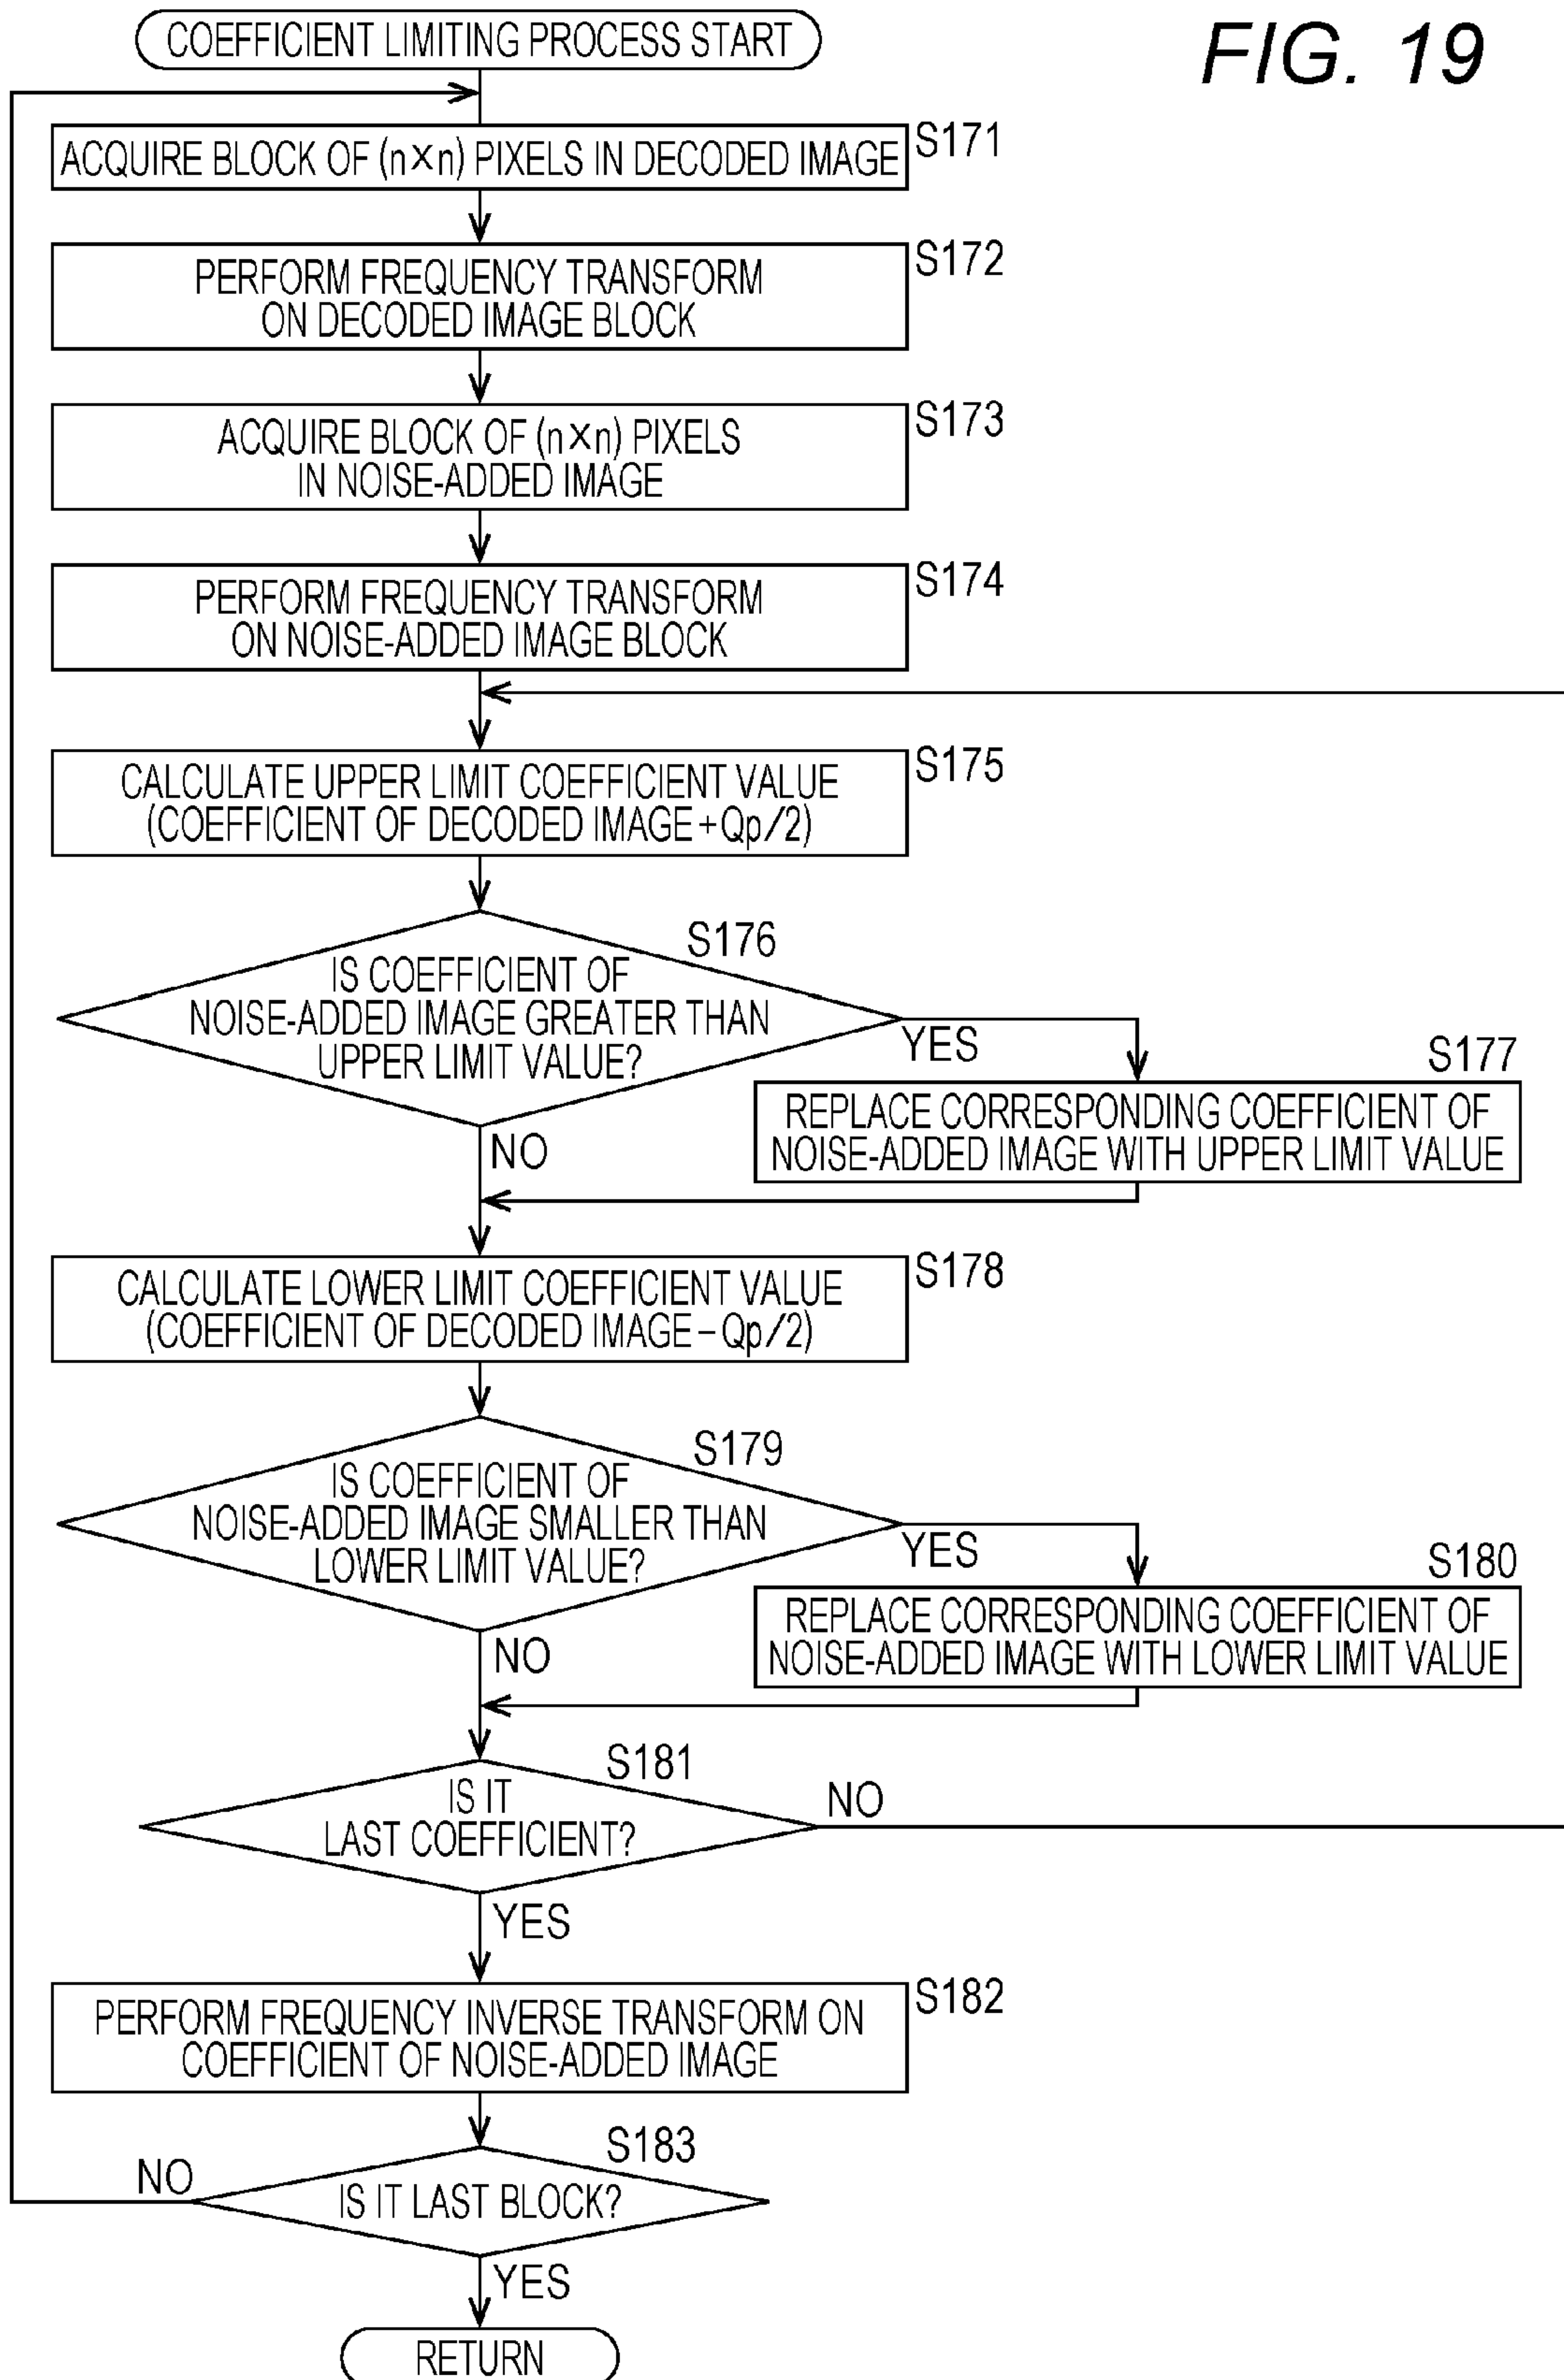 FIG. 19
COEFFICIENT LIMITING PROCESS START
ACQUIRE BLOCK OF (n×n) PIXELS IN DECODED IMAGE
S171
PERFORM FREQUENCY TRANSFORM
ON DECODED IMAGE BLOCK
S172
ACQUIRE BLOCK OF (n×n) PIXELS
IN NOISE-ADDED IMAGE
S173
PERFORM FREQUENCY TRANSFORM
ON NOISE-ADDED IMAGE BLOCK
S174
CALCULATE UPPER LIMIT COEFFICIENT VALUE
(COEFFICIENT OF DECODED IMAGE+Qp/2)
S175
S176
IS COEFFICIENT OF
NOISE-ADDED IMAGE GREATER THAN
UPPER LIMIT VALUE?
YES
NO
S177
REPLACE CORRESPONDING COEFFICIENT OF
NOISE-ADDED IMAGE WITH UPPER LIMIT VALUE
CALCULATE LOWER LIMIT COEFFICIENT VALUE
(COEFFICIENT OF DECODED IMAGE−Qp/2)
S178
S179
IS COEFFICIENT OF
NOISE-ADDED IMAGE SMALLER THAN
LOWER LIMIT VALUE?
YES
NO
S180
REPLACE CORRESPONDING COEFFICIENT OF
NOISE-ADDED IMAGE WITH LOWER LIMIT VALUE
S181
IS IT
LAST COEFFICIENT?
NO
YES
PERFORM FREQUENCY INVERSE TRANSFORM ON
COEFFICIENT OF NOISE-ADDED IMAGE
S182
S183
NO
IS IT LAST BLOCK?
YES
RETURN